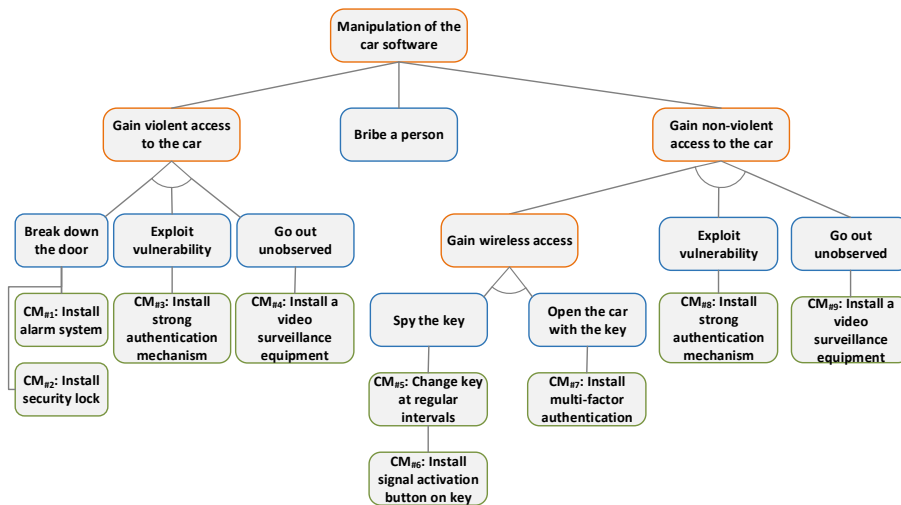 Manipulation of the
car software
Gain violent access
to the car
Bribe a person
Gain non-violent
access to the car
Break down
the door
Exploit
vulnerability
Go out
unobserved
Gain wireless access
Exploit
vulnerability
Go out
unobserved
CM#1: Install
alarm system
CM#2: Install
security lock
CM#3: Install
strong
authentication
mechanism
CM#4: Install a
video
surveillance
equipment
Spy the key
Open the car
with the key
CM#5: Change key
at regular
intervals
CM#6: Install
signal activation
button on key
CM#7: Install
multi-factor
authentication
CM#8: Install
strong
authentication
mechanism
CM#9: Install a
video
surveillance
equipment